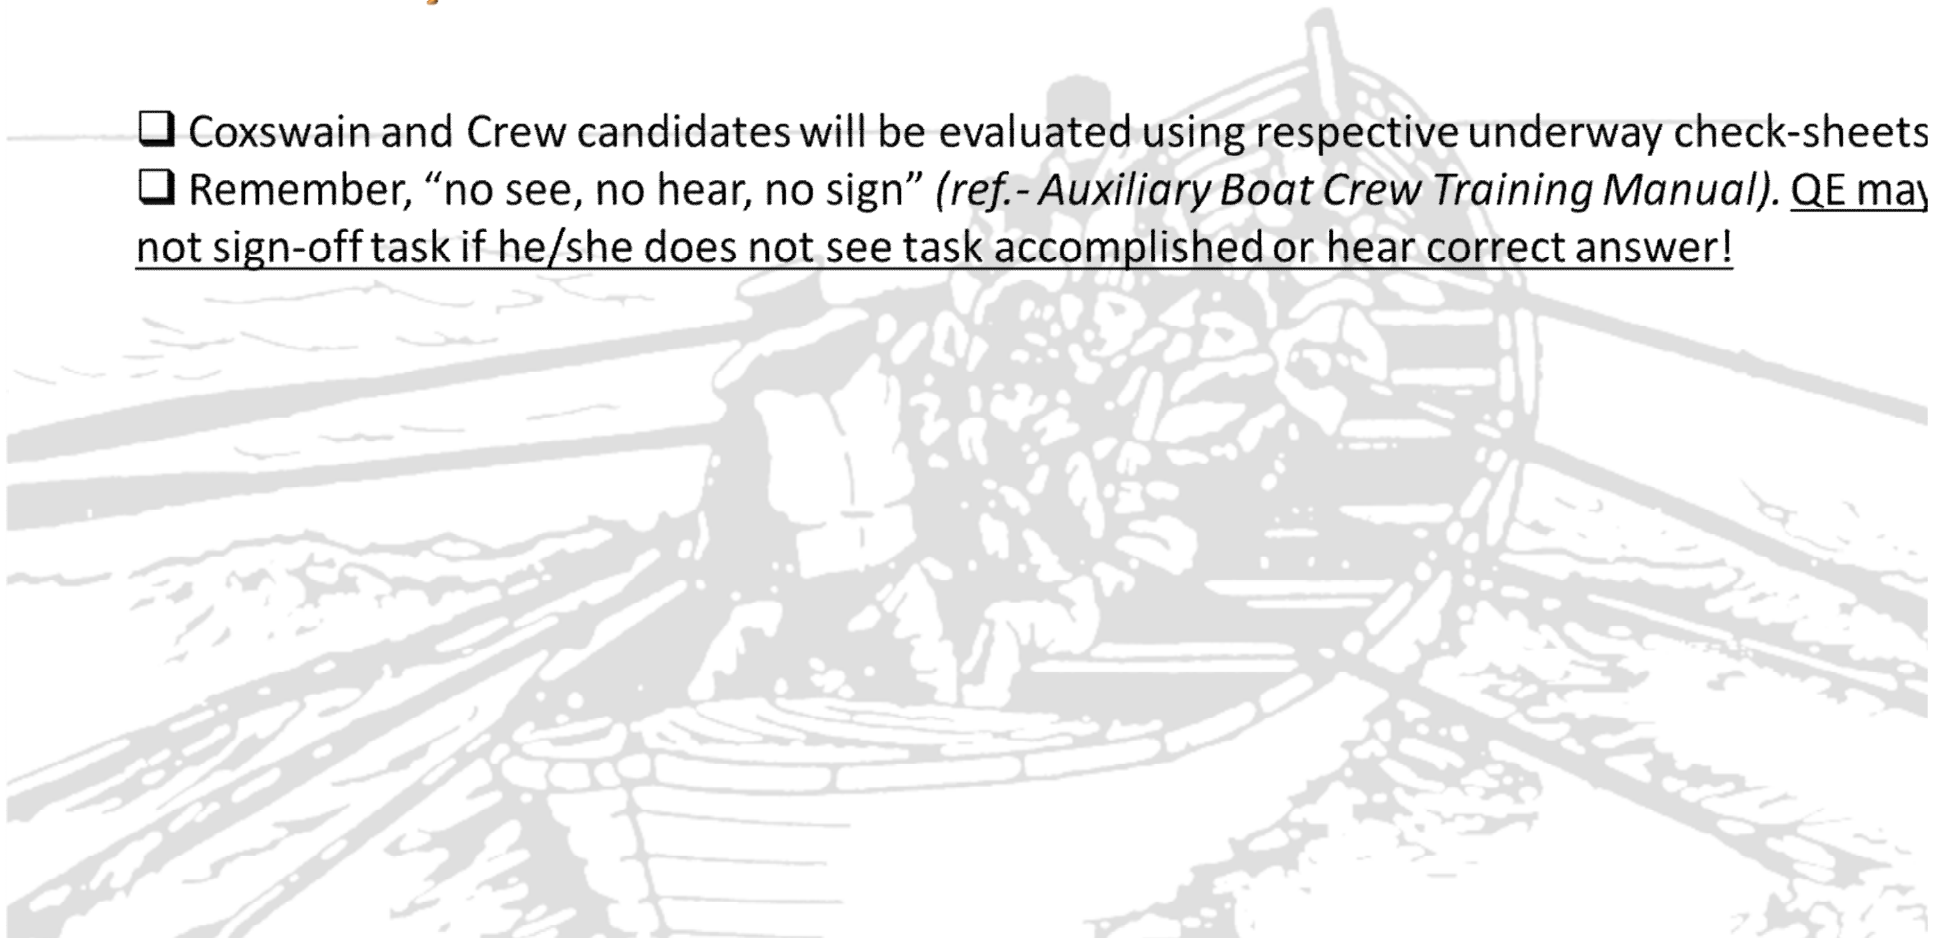 ❑ Coxswain and Crew candidates will be evaluated using respective underway check-sheets
❑ Remember, “no see, no hear, no sign” (ref.- Auxiliary Boat Crew Training Manual). QE may
not sign-off task if he/she does not see task accomplished or hear correct answer!